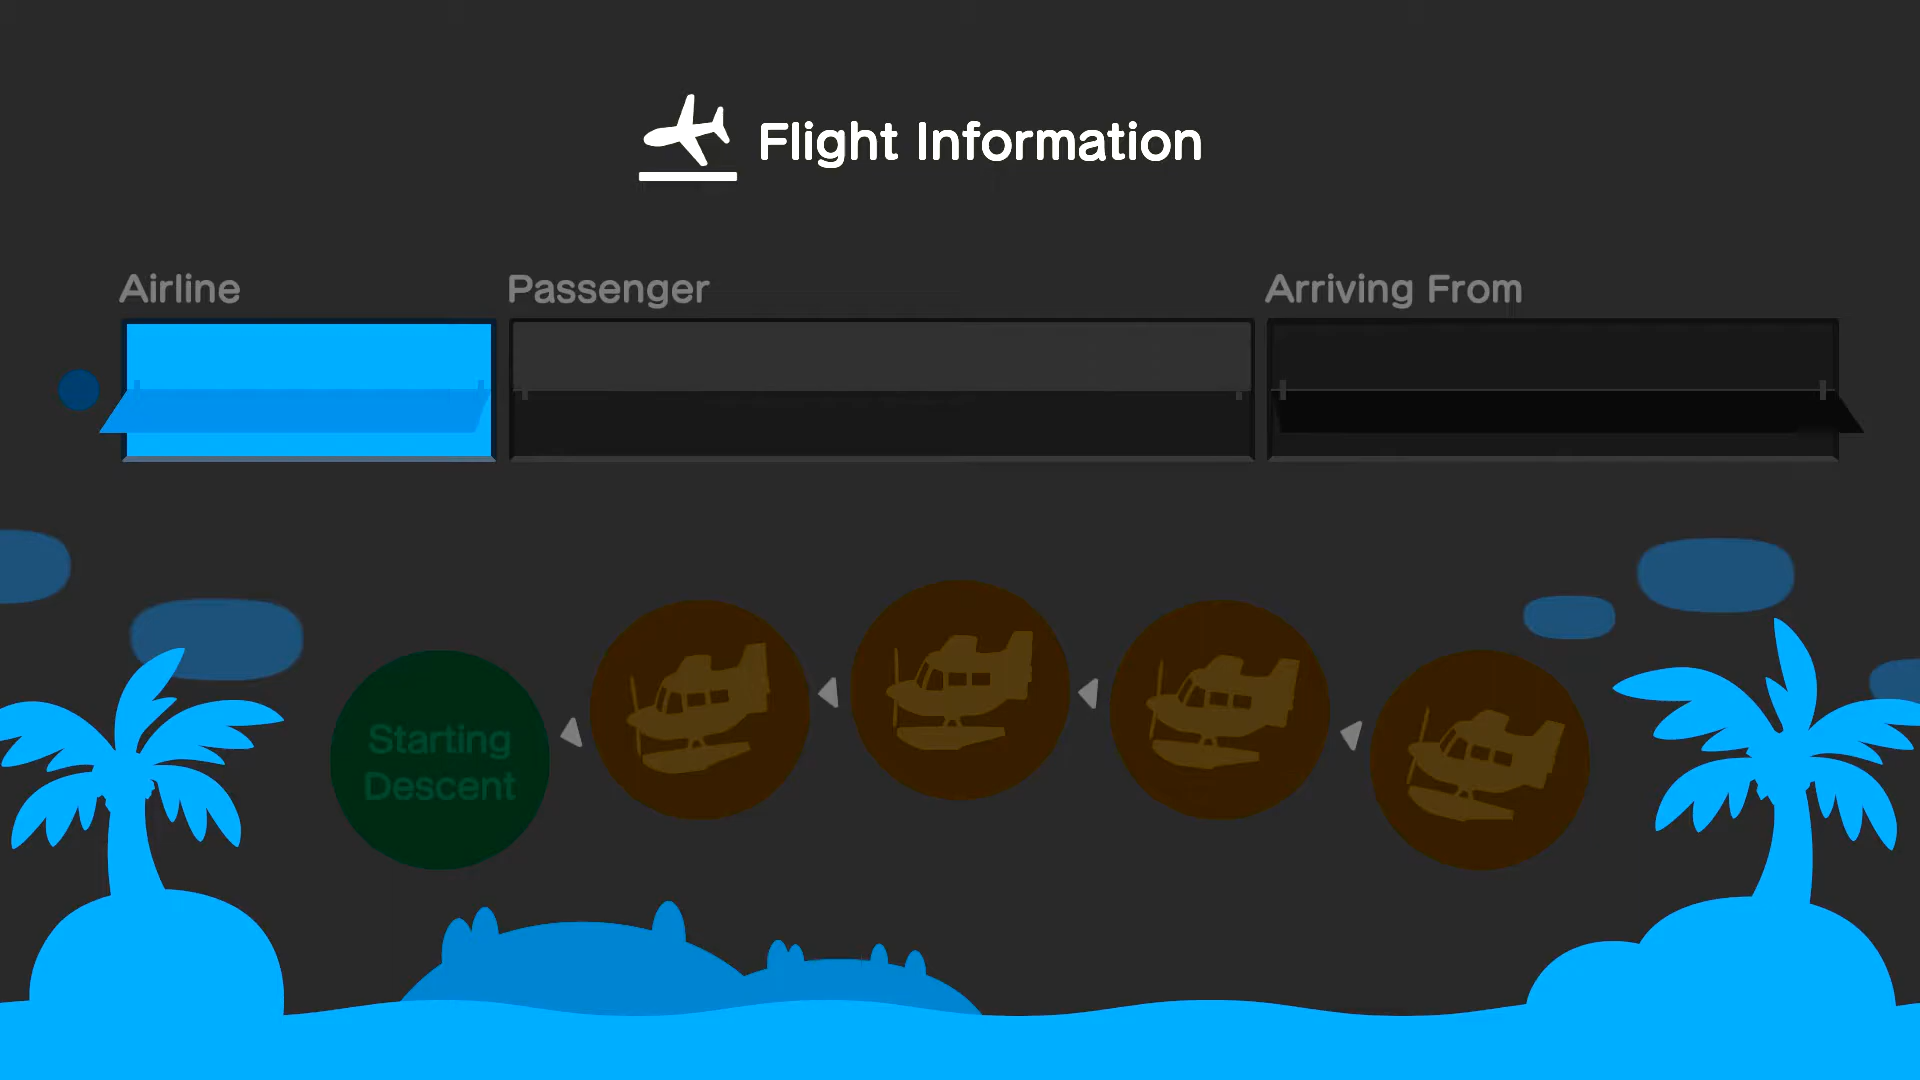 Flight Information
Airline
Passenger
Arriving From
Starting
Descent